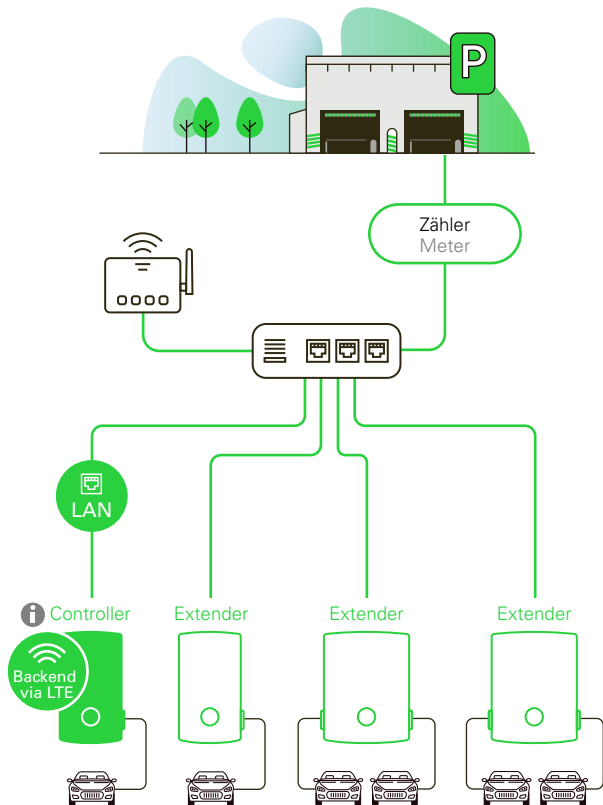 P
Zähler
Meter
LAN
Controller
Extender
Extender
Extender
Backend
via LTE